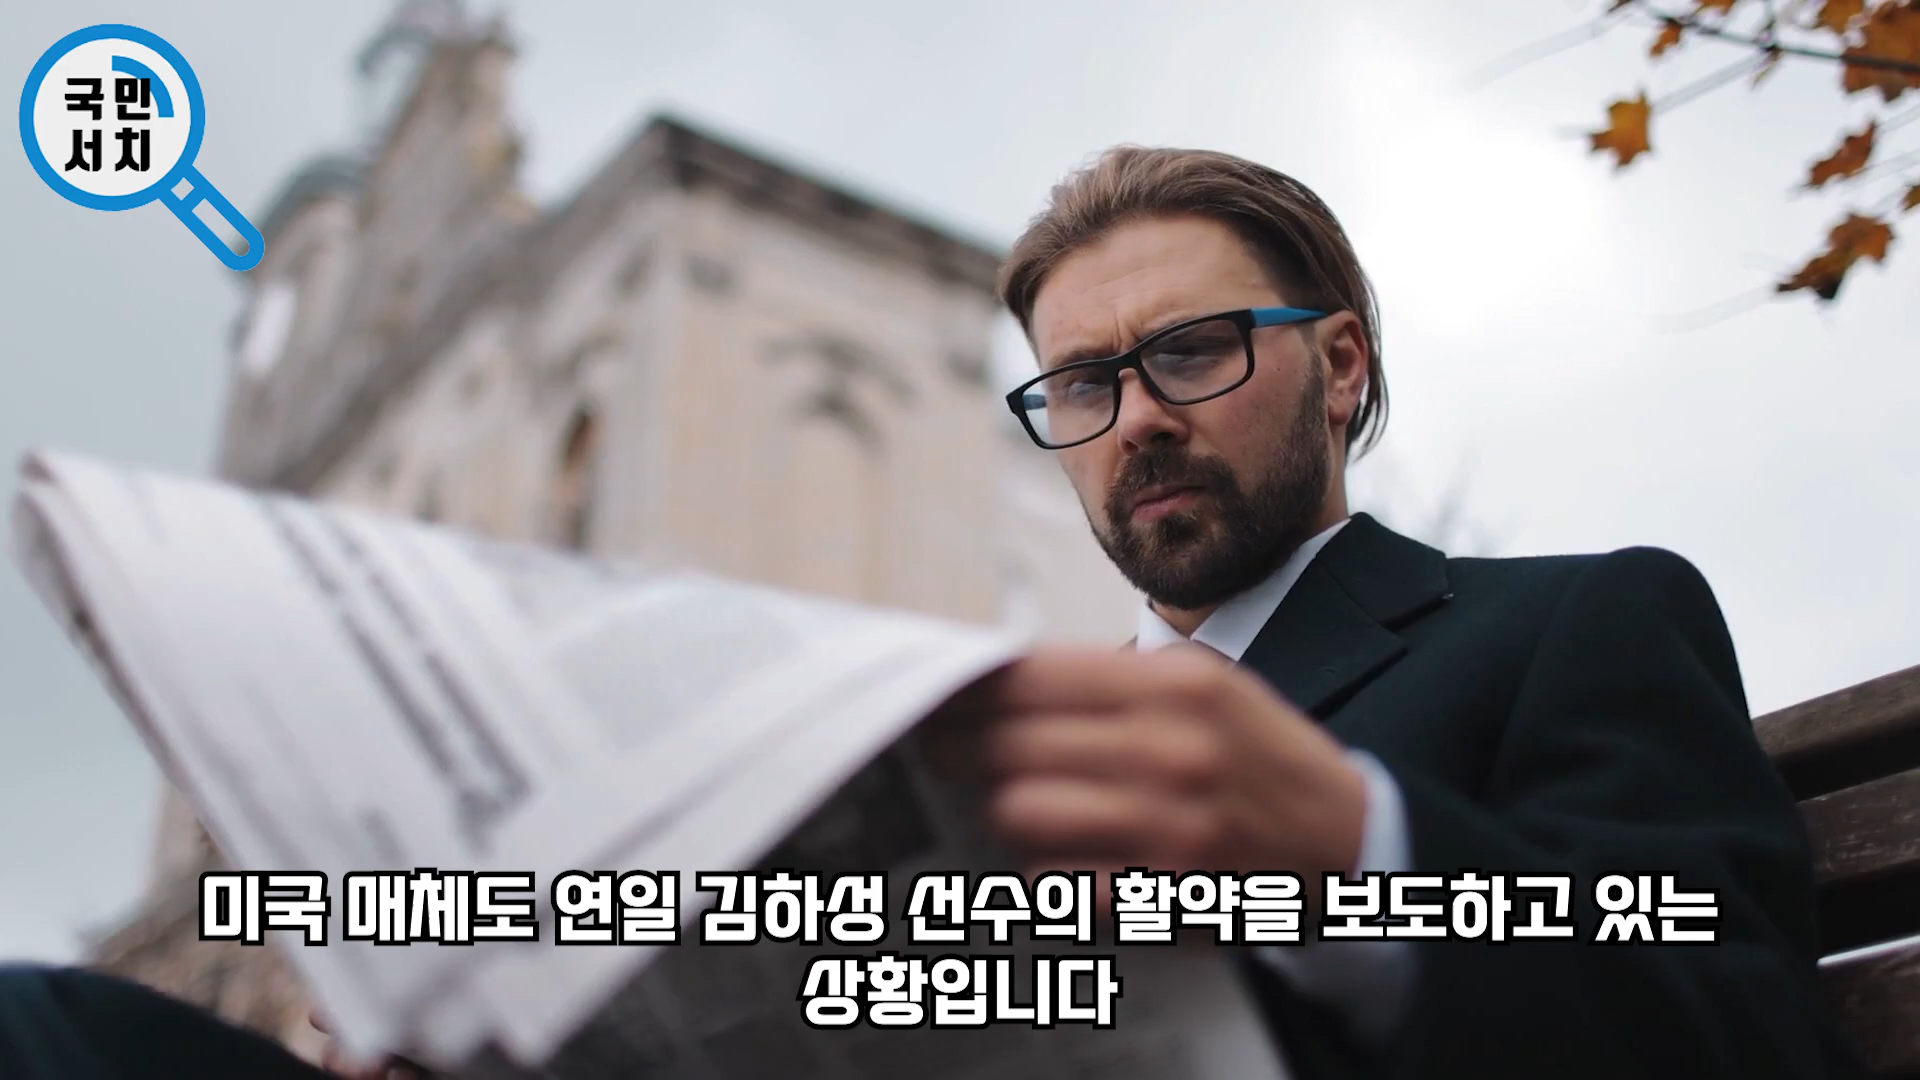 국민
서치
미국 매체도 연일 김하성 선수의 활약을 보도하고 있는
상황입니다